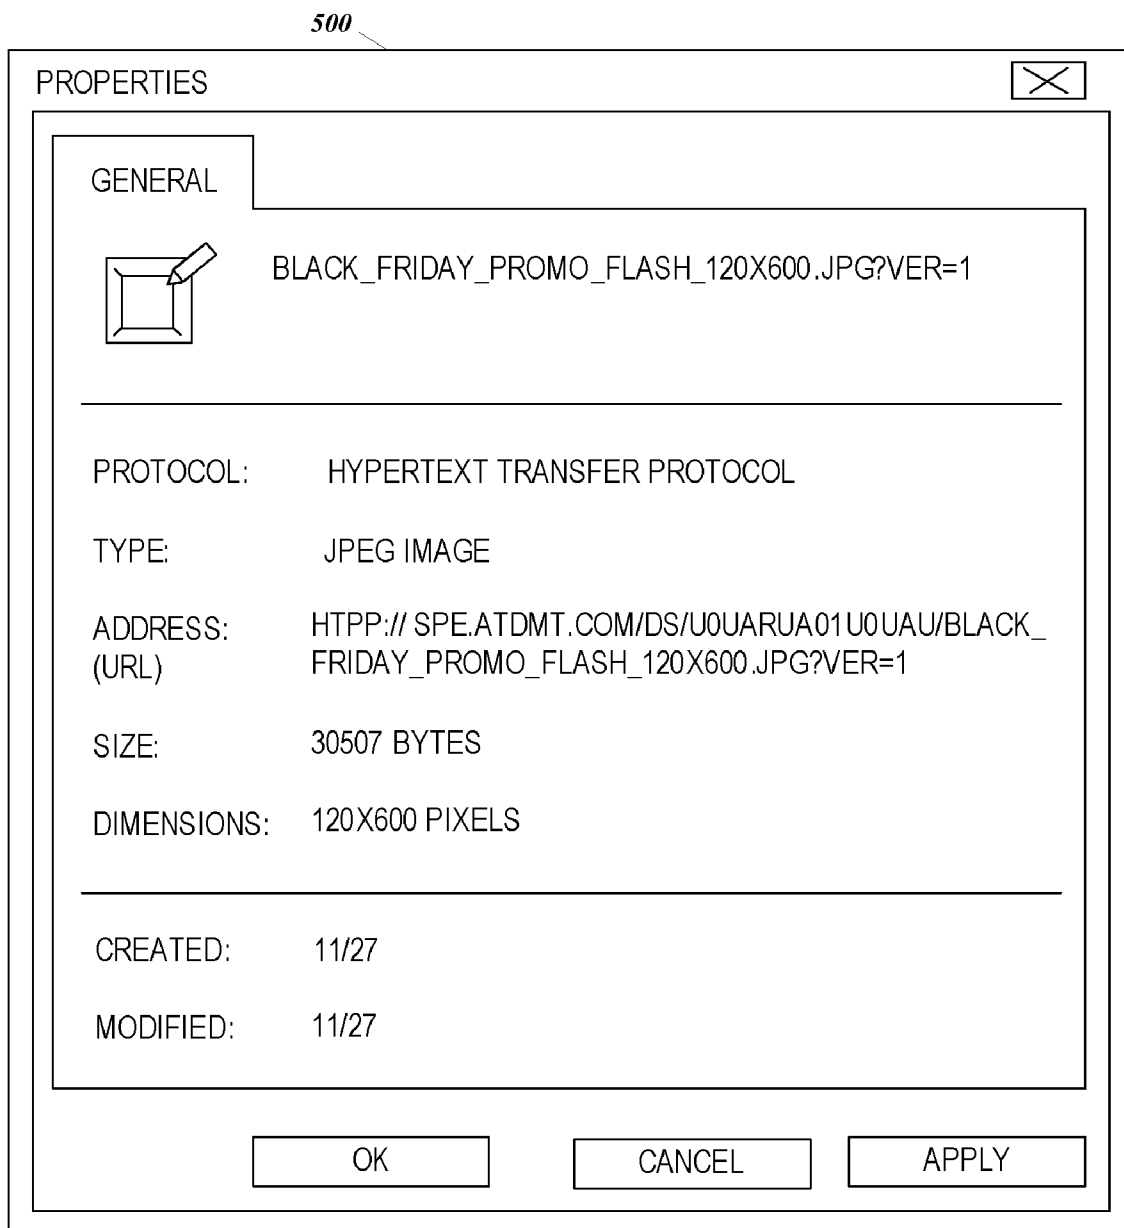 500
PROPERTIES
GENERAL
BLACK_FRIDAY_PROMO_FLASH_120X600.JPG?VER=1
PROTOCOL: HYPERTEXT TRANSFER PROTOCOL
TYPE: JPEG IMAGE
ADDRESS: HTPP:// SPE.ATDMT.COM/DS/U0UARUA01U0UAU/BLACK_
(URL) FRIDAY_PROMO_FLASH_120X600.JPG?VER=1
SIZE: 30507 BYTES
DIMENSIONS: 120X600 PIXELS
CREATED: 11/27
MODIFIED: 11/27
OK CANCEL APPLY